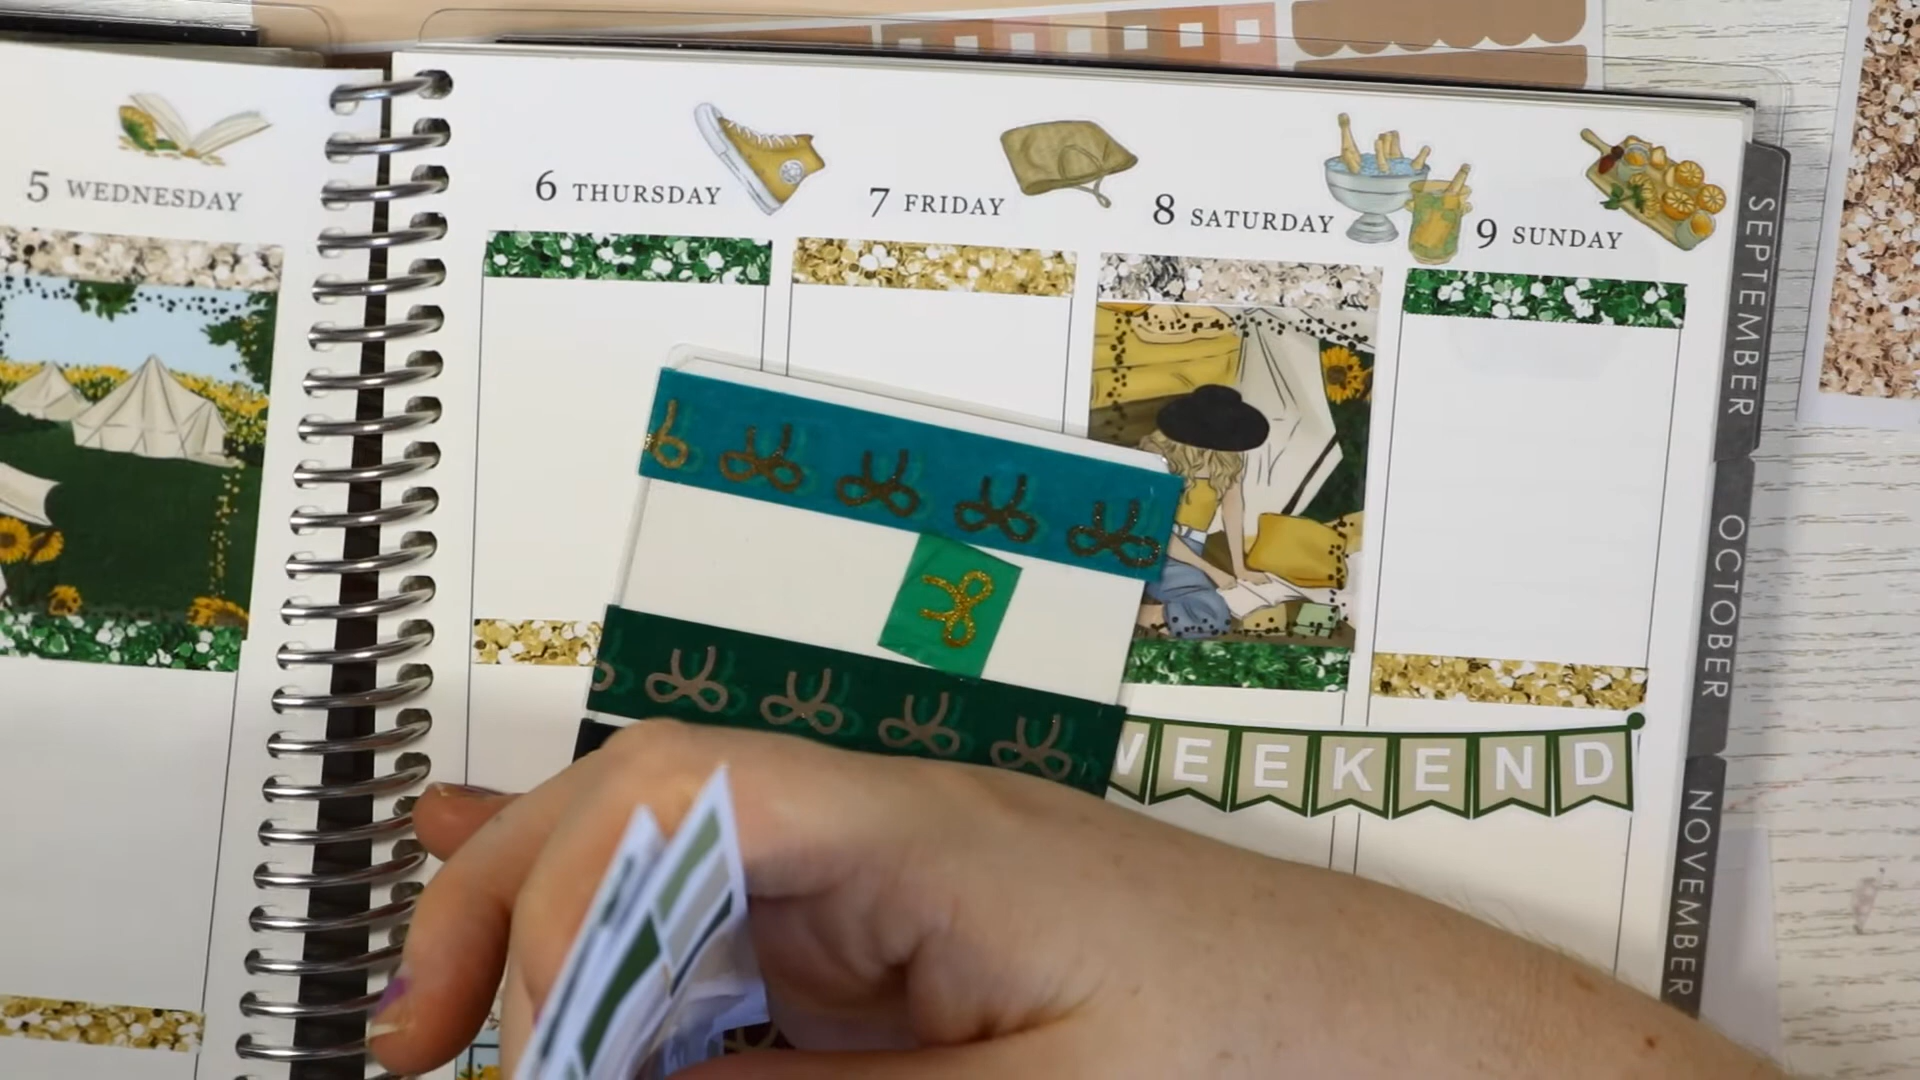 5 WEDNESDAY
6 THURSDAY
7 FRIDAY
8 SATURDAY
9 SUNDAY
WEEKEND
SEPTEMBER
OCTOBER
NOVEMBER